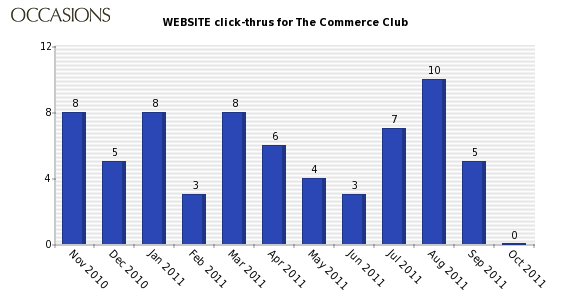 OCCASIONS
WEBSITE click-thrus for The Commerce Club
12
8
4
0
8
5
8
3
8
6
4
3
7
10
5
0
Nov 2010
Dec 2010
Jan 2011
Feb 2011
Mar 2011
Apr 2011
May 2011
Jun 2011
Jul 2011
Aug 2011
Sep 2011
Oct 2011